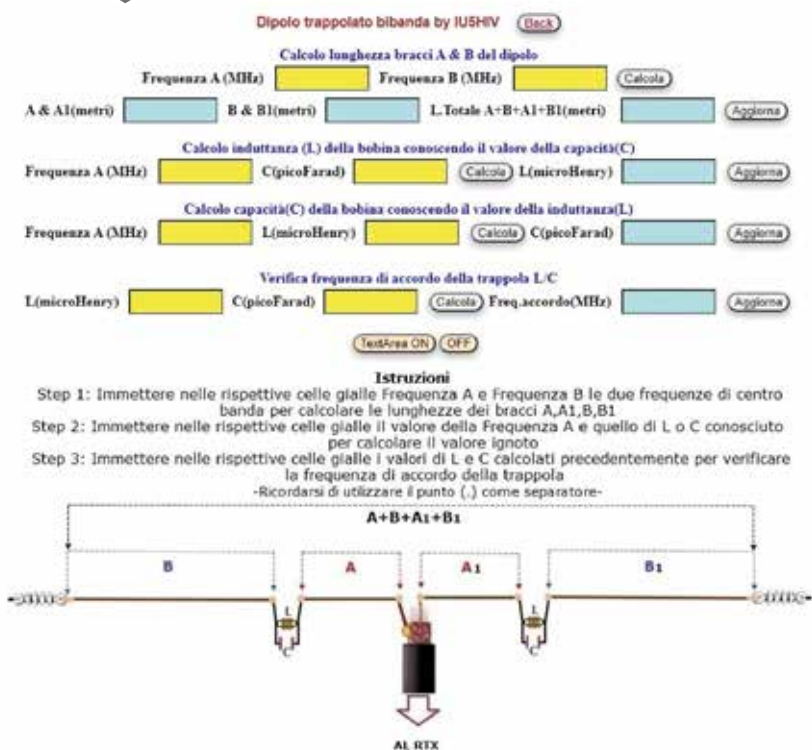 Dipolo trappolato bibanda by IU5HIV Back
Calcolo lunghezza bracci A & B del dipolo
Frequenza A (MHz) Frequenza B (MHz) Calcola
A & A1(metri) B & B1(metri) L.Totale A+B+A1+B1(metri) Aggiorna
Calcolo induttanza (L) della bobina conoscendo il valore della capacità(C)
Frequenza A (MHz) C(picoFarad) Calcola L(microHenry) Aggiorna
Calcolo capacità(C) della bobina conoscendo il valore della induttanza(L)
Frequenza A (MHz) L(microHenry) Calcola C(picoFarad) Aggiorna
Verifica frequenza di accordo della trappola L/C
L(microHenry) C(picoFarad) Calcola Freq.accordo(MHz) Aggiorna
TextArea ON OFF
Istruzioni
Step 1: Immettere nelle rispettive celle gialle Frequenza A e Frequenza B le due frequenze di centro
banda per calcolare le lunghezze dei bracci A,A1,B,B1
Step 2: Immettere nelle rispettive celle gialle il valore della Frequenza A e quello di L o C conosciuto
per calcolare il valore ignoto
Step 3: Immettere nelle rispettive celle gialle i valori di L e C calcolati precedentemente per verificare
la frequenza di accordo della trappola
-Ricordarsi di utilizzare il punto (.) come separatore-
A+B+A1+B1
B A A1 B1
L L
C C
AL RTX